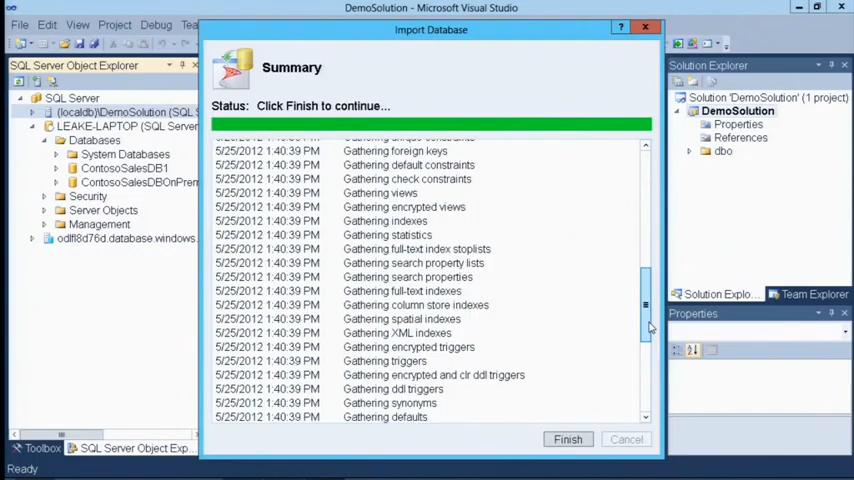 DemoSolution - Microsoft Visual Studio
File Edit View Project Debug
Import Database
SQL Server Object Explorer
SQL Server
(localdb)\DemoSolution (SQL S
LEAKE-LAPTOP (SQL Server
Databases
System Databases
ContosoSalesDB1
ContosoSalesDBOnPrem
Security
Server Objects
Management
odlfl8d76d.database.windows.
Toolbox
SQL Server Object Exp...
Ready
Summary
Status: Click Finish to continue...
5/25/2012 1:40:39 PM Gathering unique constraints
5/25/2012 1:40:39 PM Gathering foreign keys
5/25/2012 1:40:39 PM Gathering default constraints
5/25/2012 1:40:39 PM Gathering check constraints
5/25/2012 1:40:39 PM Gathering views
5/25/2012 1:40:39 PM Gathering encrypted views
5/25/2012 1:40:39 PM Gathering indexes
5/25/2012 1:40:39 PM Gathering statistics
5/25/2012 1:40:39 PM Gathering full-text index stoplists
5/25/2012 1:40:39 PM Gathering search property lists
5/25/2012 1:40:39 PM Gathering search properties
5/25/2012 1:40:39 PM Gathering full-text indexes
5/25/2012 1:40:39 PM Gathering column store indexes
5/25/2012 1:40:39 PM Gathering spatial indexes
5/25/2012 1:40:39 PM Gathering XML indexes
5/25/2012 1:40:39 PM Gathering encrypted triggers
5/25/2012 1:40:39 PM Gathering triggers
5/25/2012 1:40:39 PM Gathering encrypted and clr ddl triggers
5/25/2012 1:40:39 PM Gathering ddl triggers
5/25/2012 1:40:39 PM Gathering synonyms
5/25/2012 1:40:39 PM Gathering defaults
Finish Cancel
Solution Explorer
Solution 'DemoSolution' (1 project)
DemoSolution
Properties
References
dbo
Solution Explo...
Team Explorer
Properties